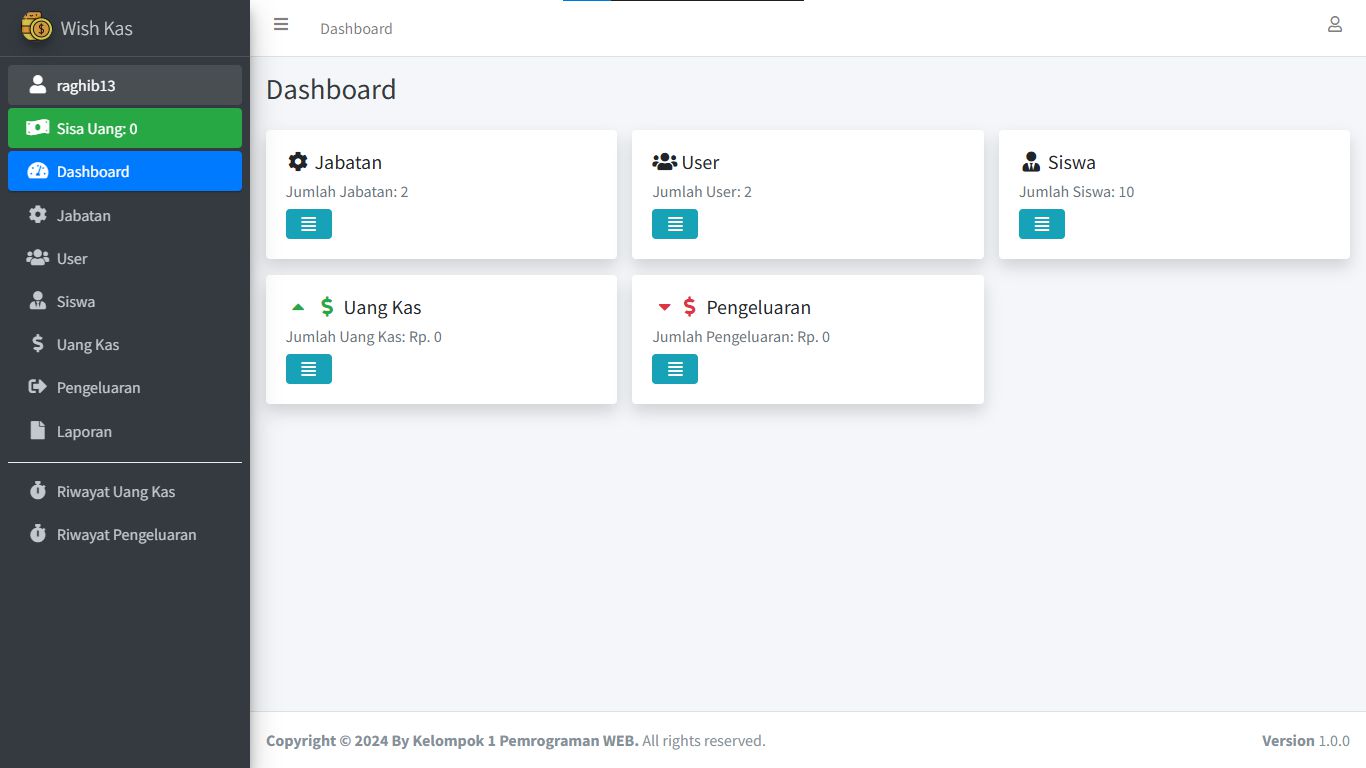 Wish Kas
raghib13
Sisa Uang: 0
Dashboard
Jabatan
User
Siswa
Uang Kas
Pengeluaran
Laporan
Riwayat Uang Kas
Riwayat Pengeluaran
Dashboard
Dashboard
Jabatan
Jumlah Jabatan: 2
User
Jumlah User: 2
Siswa
Jumlah Siswa: 10
Uang Kas
Jumlah Uang Kas: Rp. 0
Pengeluaran
Jumlah Pengeluaran: Rp. 0
Copyright © 2024 By Kelompok 1 Pemrograman WEB. All rights reserved.
Version 1.0.0